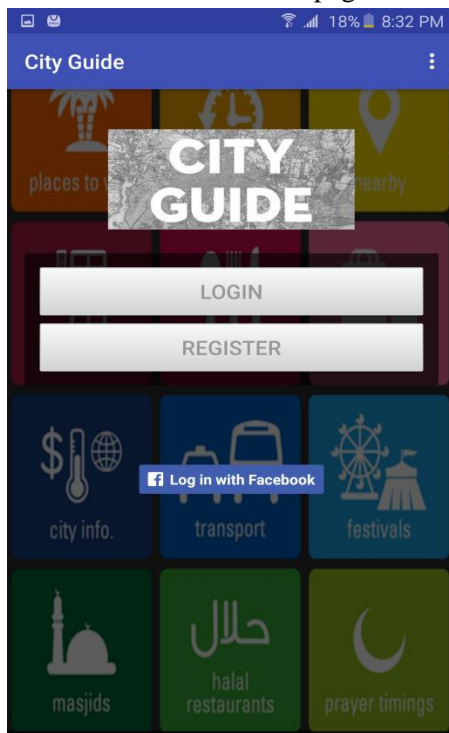 18% 8:32 PM
City Guide
places to
nearby
CITY
GUIDE
LOGIN
REGISTER
Log in with Facebook
city info.
transport
festivals
حلال
masjids
halal
restaurants
prayer timings